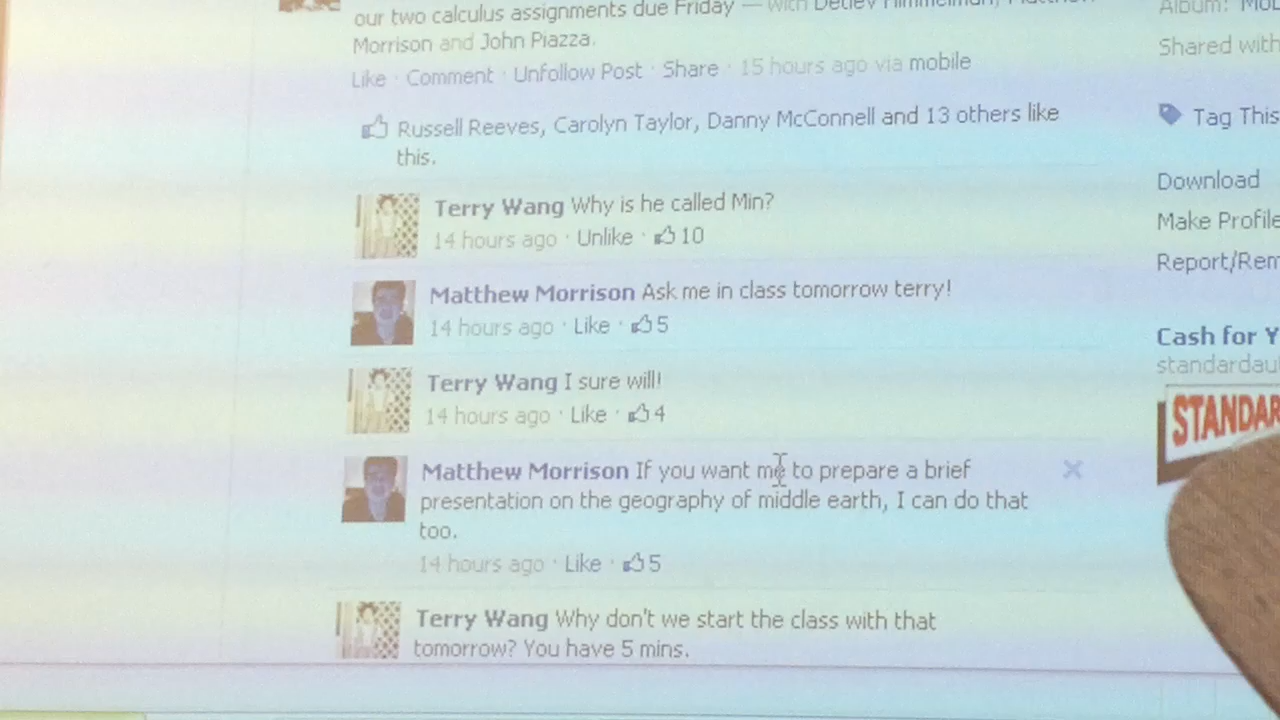 our two calculus assignments due Friday — with Detlev Himmelman, Matthew
Morrison and John Piazza.
Like · Comment · Unfollow Post · Share · 15 hours ago via mobile
Russell Reeves, Carolyn Taylor, Danny McConnell and 13 others like
this.
Terry Wang Why is he called Min?
14 hours ago · Unlike · 10
Matthew Morrison Ask me in class tomorrow terry!
14 hours ago · Like · 5
Terry Wang I sure will!
14 hours ago · Like · 4
Matthew Morrison If you want me to prepare a brief
presentation on the geography of middle earth, I can do that
too.
14 hours ago · Like · 5
Terry Wang Why don't we start the class with that
tomorrow? You have 5 mins.
Album:
Shared with
Tag This
Download
Make Profile
Report/Rem
Cash for Y
standardau
STANDAR